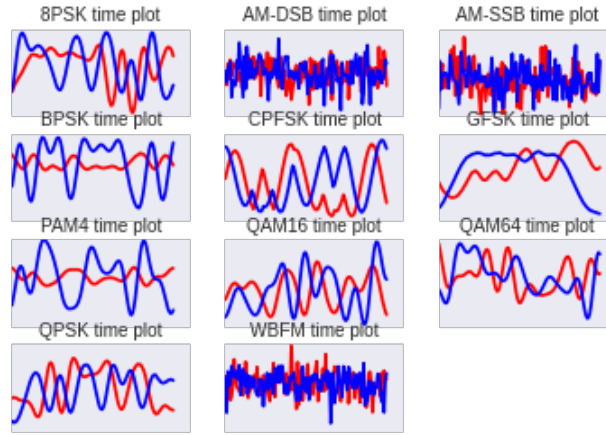 8PSK time plot
AM-DSB time plot
AM-SSB time plot
BPSK time plot
CPFSK time plot
GFSK time plot
PAM4 time plot
QAM16 time plot
QAM64 time plot
QPSK time plot
WBFM time plot